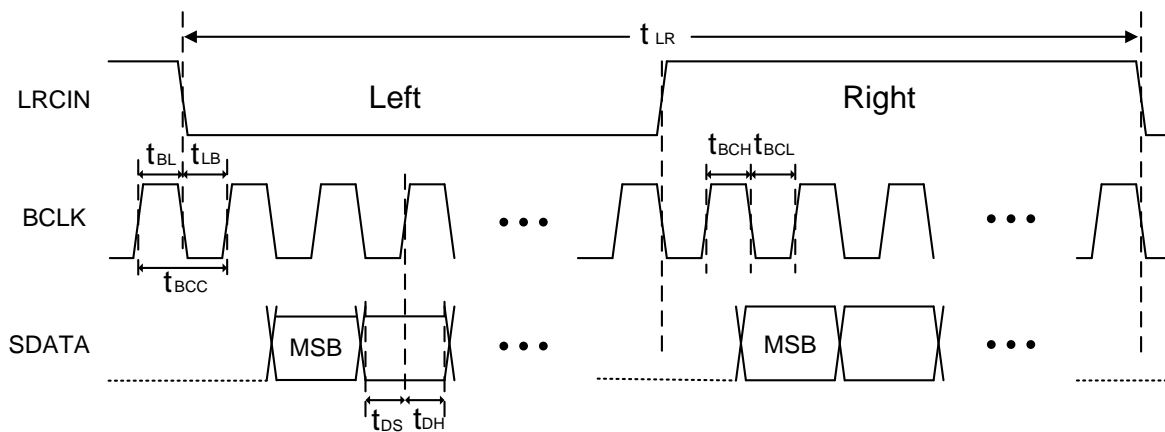 t LR
LRCIN
Left
Right
tBL
tLB
tBCH
tBCL
BCLK
tBCC
SDATA
MSB
MSB
tDS
tDH